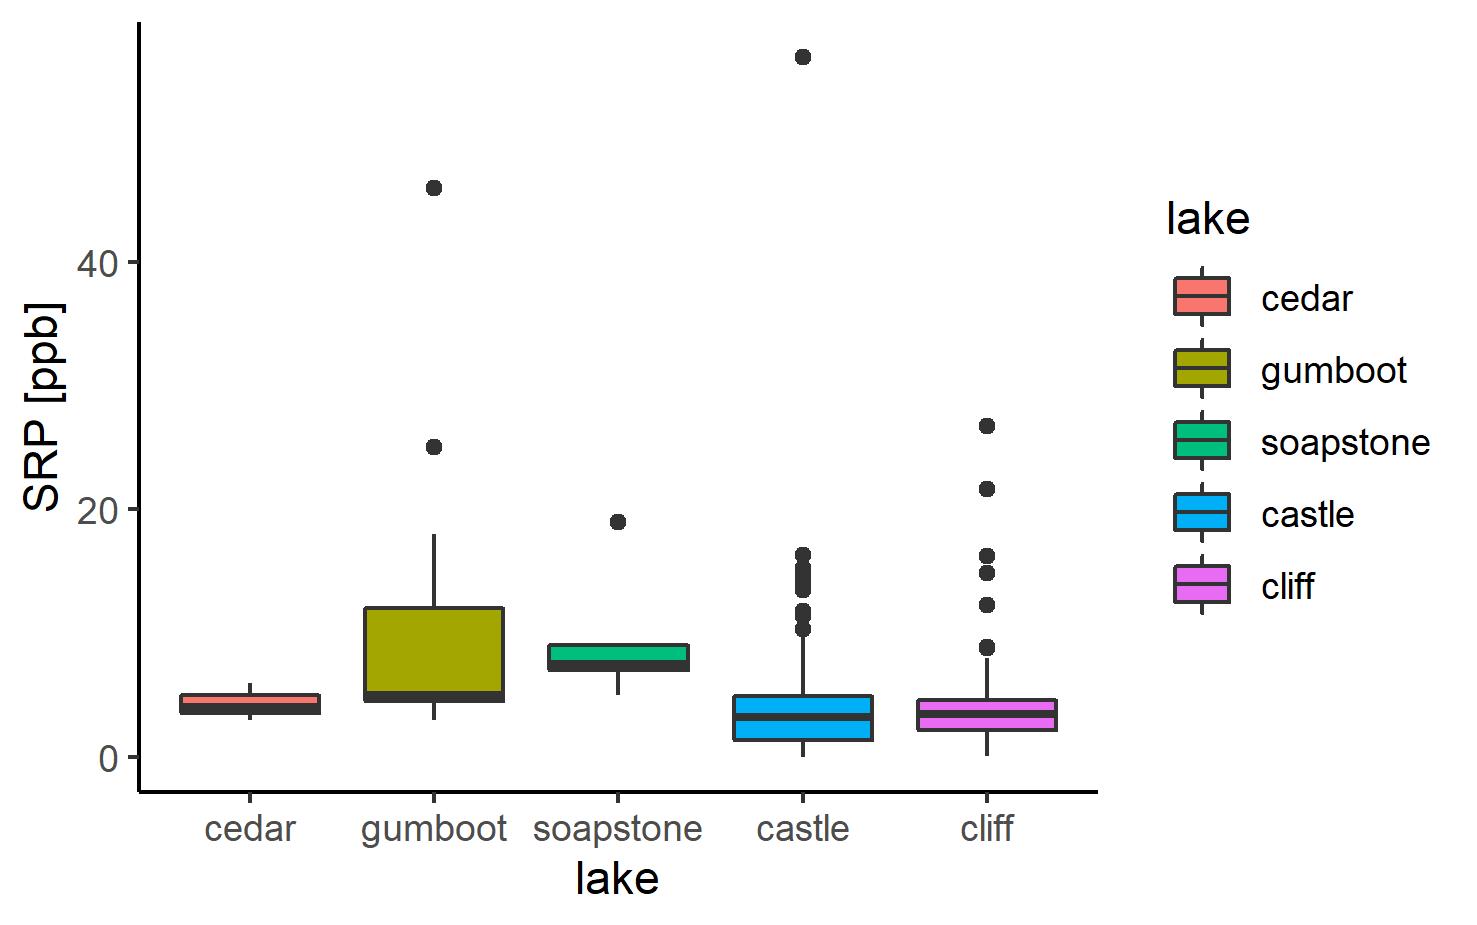 SRP [ppb]
40
20
0
cedar gumboot soapstone castle cliff
lake
lake
cedar
gumboot
soapstone
castle
cliff